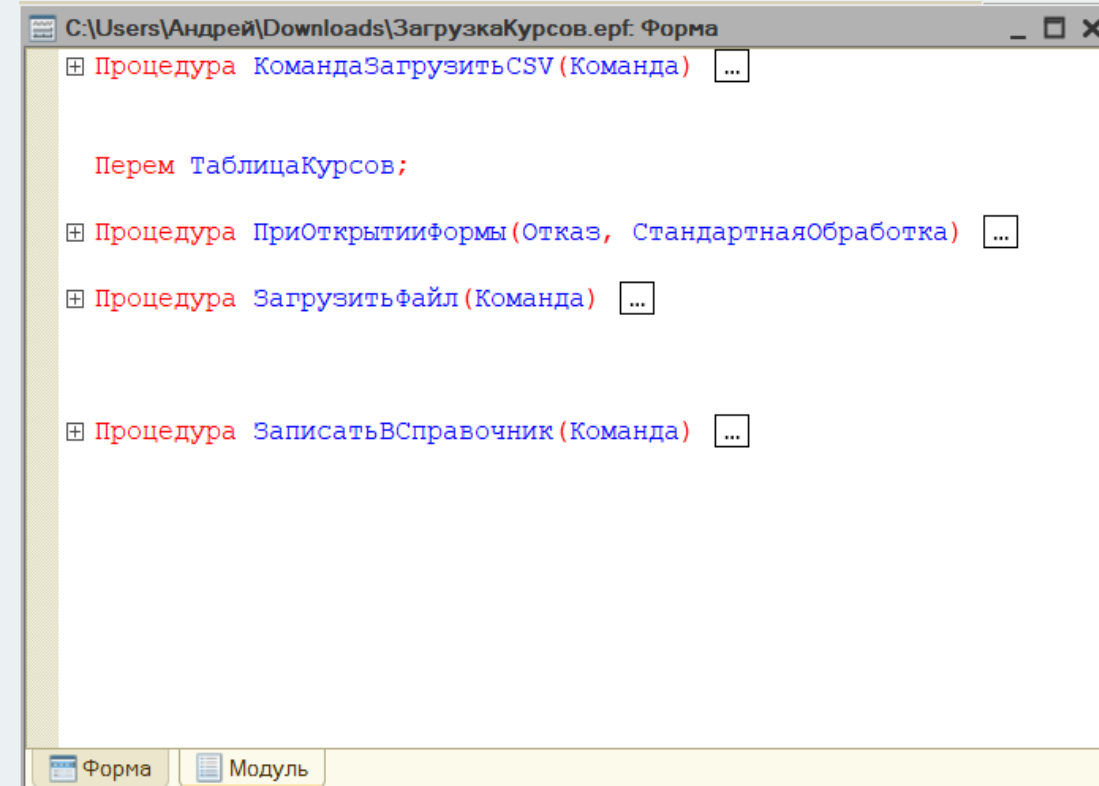 C:\Users\Андрей\Downloads\ЗагрузкаКурсов.epf: Форма
Процедура КомандаЗагрузитьCSV(Команда) ...
Перем ТаблицаКурсов;
Процедура ПриОткрытииФормы(Отказ, СтандартнаяОбработка) ...
Процедура ЗагрузитьФайл(Команда) ...
Процедура ЗаписатьВСправочник(Команда) ...
Форма Модуль